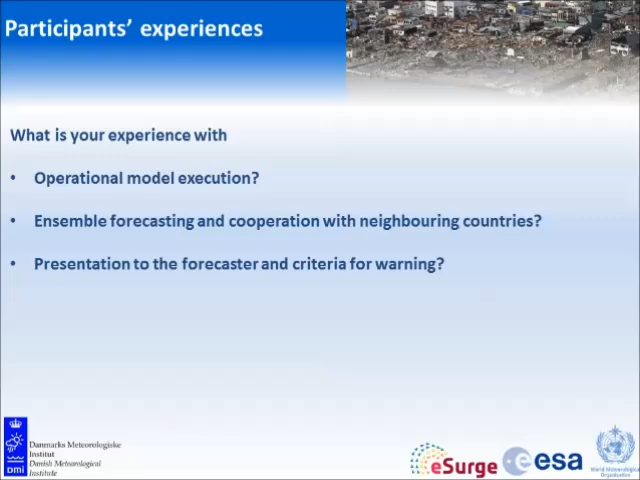 Participants’ experiences
What is your experience with
• Operational model execution?
• Ensemble forecasting and cooperation with neighbouring countries?
• Presentation to the forecaster and criteria for warning?
DMI
Danmarks Meteorologiske
Institut
Danish Meteorological
Institute
eSurge
esa
World Meteorological
Organization